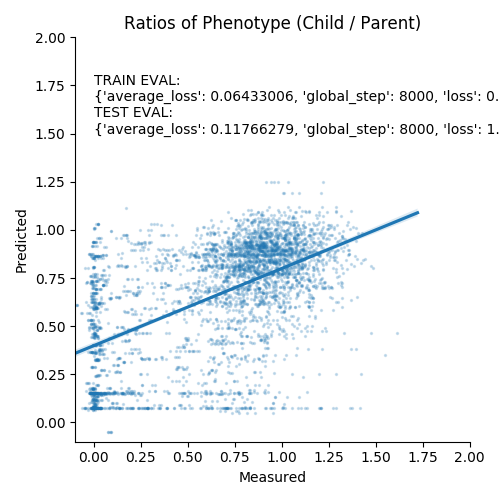 Ratios of Phenotype (Child / Parent)
TRAIN EVAL:
{'average_loss': 0.06433006, 'global_step': 8000, 'loss': 0.
TEST EVAL:
{'average_loss': 0.11766279, 'global_step': 8000, 'loss': 1.
Predicted
2.00
1.75
1.50
1.25
1.00
0.75
0.50
0.25
0.00
0.00 0.25 0.50 0.75 1.00 1.25 1.50 1.75 2.00
Measured